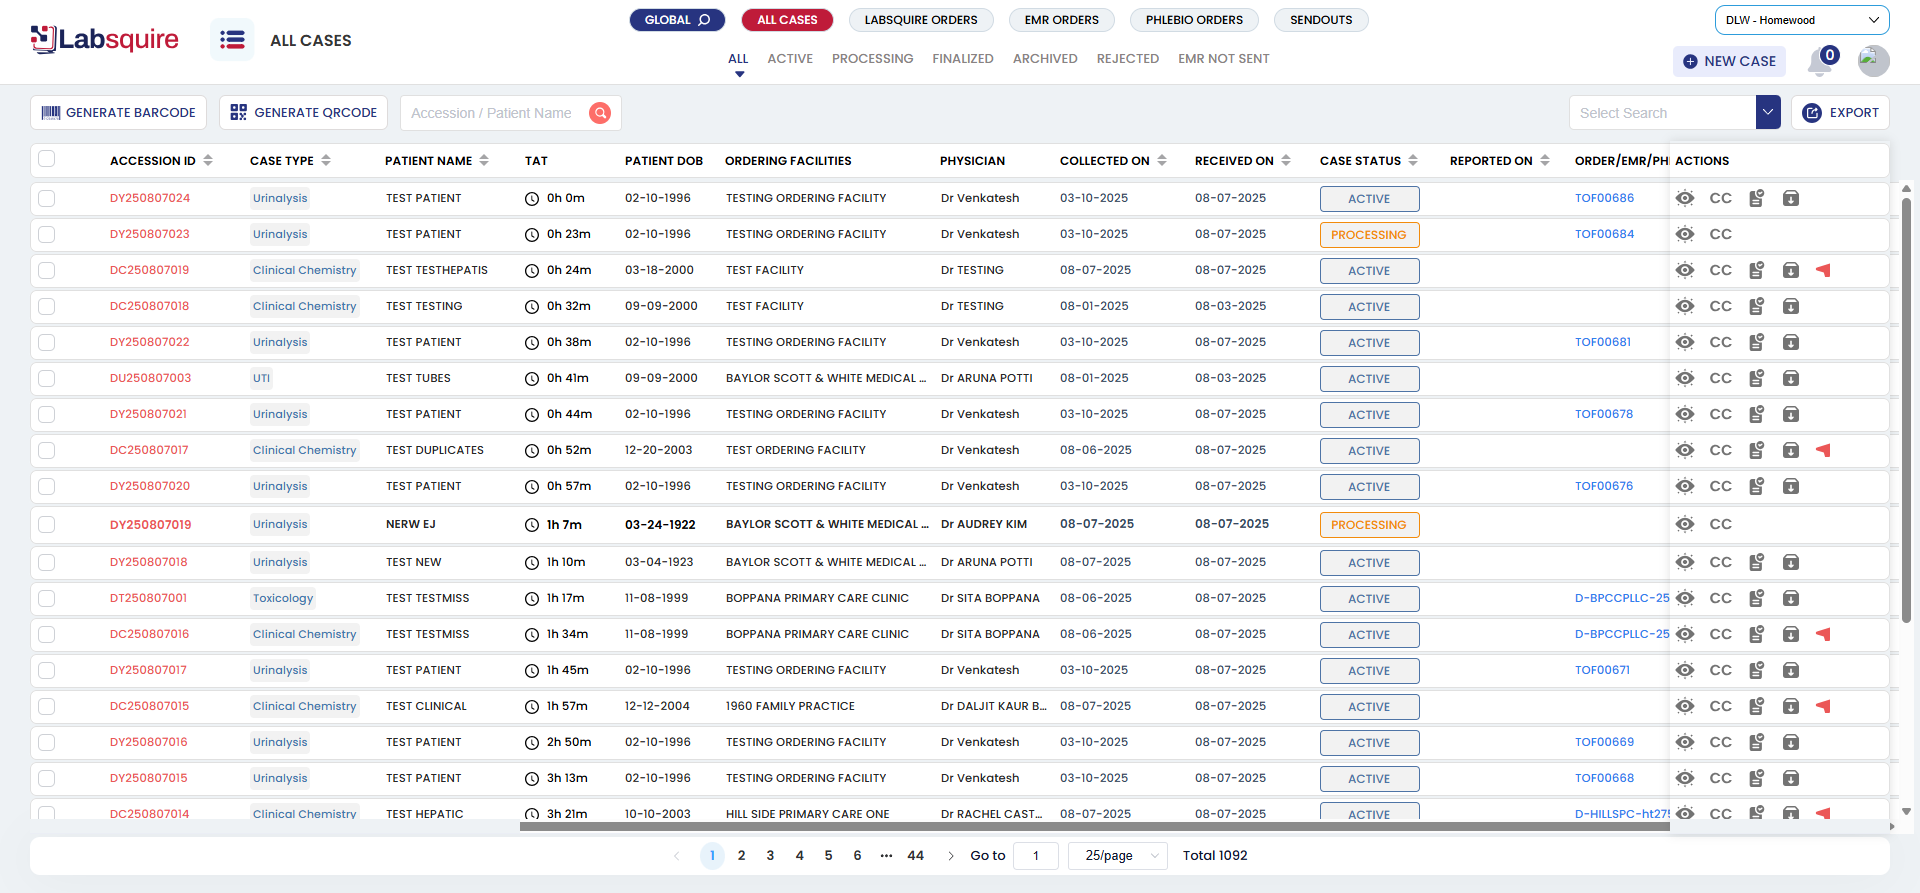 Labsquire
ALL CASES
GLOBAL ALL CASES LABSQUIRE ORDERS EMR ORDERS PHLEBIO ORDERS SENDOUTS
ALL ACTIVE PROCESSING FINALIZED ARCHIVED REJECTED EMR NOT SENT
DLW - Homewood
NEW CASE 0
GENERATE BARCODE GENERATE QRCODE Accession / Patient Name Select Search EXPORT
ACCESSION ID CASE TYPE PATIENT NAME TAT PATIENT DOB ORDERING FACILITIES PHYSICIAN COLLECTED ON RECEIVED ON CASE STATUS REPORTED ON ORDER/EMR/PH ACTIONS
DY250807024 Urinalysis TEST PATIENT 0h 0m 02-10-1996 TESTING ORDERING FACILITY Dr Venkatesh 03-10-2025 08-07-2025 ACTIVE TOF00686 CC
DY250807023 Urinalysis TEST PATIENT 0h 23m 02-10-1996 TESTING ORDERING FACILITY Dr Venkatesh 03-10-2025 08-07-2025 PROCESSING TOF00684 CC
DC250807019 Clinical Chemistry TEST TESTHEPATIS 0h 24m 03-18-2000 TEST FACILITY Dr TESTING 08-07-2025 08-07-2025 ACTIVE CC
DC250807018 Clinical Chemistry TEST TESTING 0h 32m 09-09-2000 TEST FACILITY Dr TESTING 08-01-2025 08-03-2025 ACTIVE CC
DY250807022 Urinalysis TEST PATIENT 0h 38m 02-10-1996 TESTING ORDERING FACILITY Dr Venkatesh 03-10-2025 08-07-2025 ACTIVE TOF00681 CC
DU250807003 UTI TEST TUBES 0h 41m 09-09-2000 BAYLOR SCOTT & WHITE MEDICAL ... Dr ARUNA POTTI 08-01-2025 08-03-2025 ACTIVE CC
DY250807021 Urinalysis TEST PATIENT 0h 44m 02-10-1996 TESTING ORDERING FACILITY Dr Venkatesh 03-10-2025 08-07-2025 ACTIVE TOF00678 CC
DC250807017 Clinical Chemistry TEST DUPLICATES 0h 52m 12-20-2003 TEST ORDERING FACILITY Dr Venkatesh 08-06-2025 08-07-2025 ACTIVE CC
DY250807020 Urinalysis TEST PATIENT 0h 57m 02-10-1996 TESTING ORDERING FACILITY Dr Venkatesh 03-10-2025 08-07-2025 ACTIVE TOF00676 CC
DY250807019 Urinalysis NERW EJ 1h 7m 03-24-1922 BAYLOR SCOTT & WHITE MEDICAL ... Dr AUDREY KIM 08-07-2025 08-07-2025 PROCESSING CC
DY250807018 Urinalysis TEST NEW 1h 10m 03-04-1923 BAYLOR SCOTT & WHITE MEDICAL ... Dr ARUNA POTTI 08-07-2025 08-07-2025 ACTIVE CC
DT250807001 Toxicology TEST TESTMISS 1h 17m 11-08-1999 BOPPANA PRIMARY CARE CLINIC Dr SITA BOPPANA 08-06-2025 08-07-2025 ACTIVE D-BPCCPLLC-25 CC
DC250807016 Clinical Chemistry TEST TESTMISS 1h 34m 11-08-1999 BOPPANA PRIMARY CARE CLINIC Dr SITA BOPPANA 08-06-2025 08-07-2025 ACTIVE D-BPCCPLLC-25 CC
DY250807017 Urinalysis TEST PATIENT 1h 45m 02-10-1996 TESTING ORDERING FACILITY Dr Venkatesh 03-10-2025 08-07-2025 ACTIVE TOF00671 CC
DC250807015 Clinical Chemistry TEST CLINICAL 1h 57m 12-12-2004 1960 FAMILY PRACTICE Dr DALJIT KAUR B... 08-07-2025 08-07-2025 ACTIVE CC
DY250807016 Urinalysis TEST PATIENT 2h 50m 02-10-1996 TESTING ORDERING FACILITY Dr Venkatesh 03-10-2025 08-07-2025 ACTIVE TOF00669 CC
DY250807015 Urinalysis TEST PATIENT 3h 13m 02-10-1996 TESTING ORDERING FACILITY Dr Venkatesh 03-10-2025 08-07-2025 ACTIVE TOF00668 CC
DC250807014 Clinical Chemistry TEST HEPATIC 3h 21m 10-10-2003 HILL SIDE PRIMARY CARE ONE Dr RACHEL CAST... 08-07-2025 08-07-2025 ACTIVE D-HILLSPC-ht275 CC
1 2 3 4 5 6 ••• 44 Go to 1 25/page Total 1092